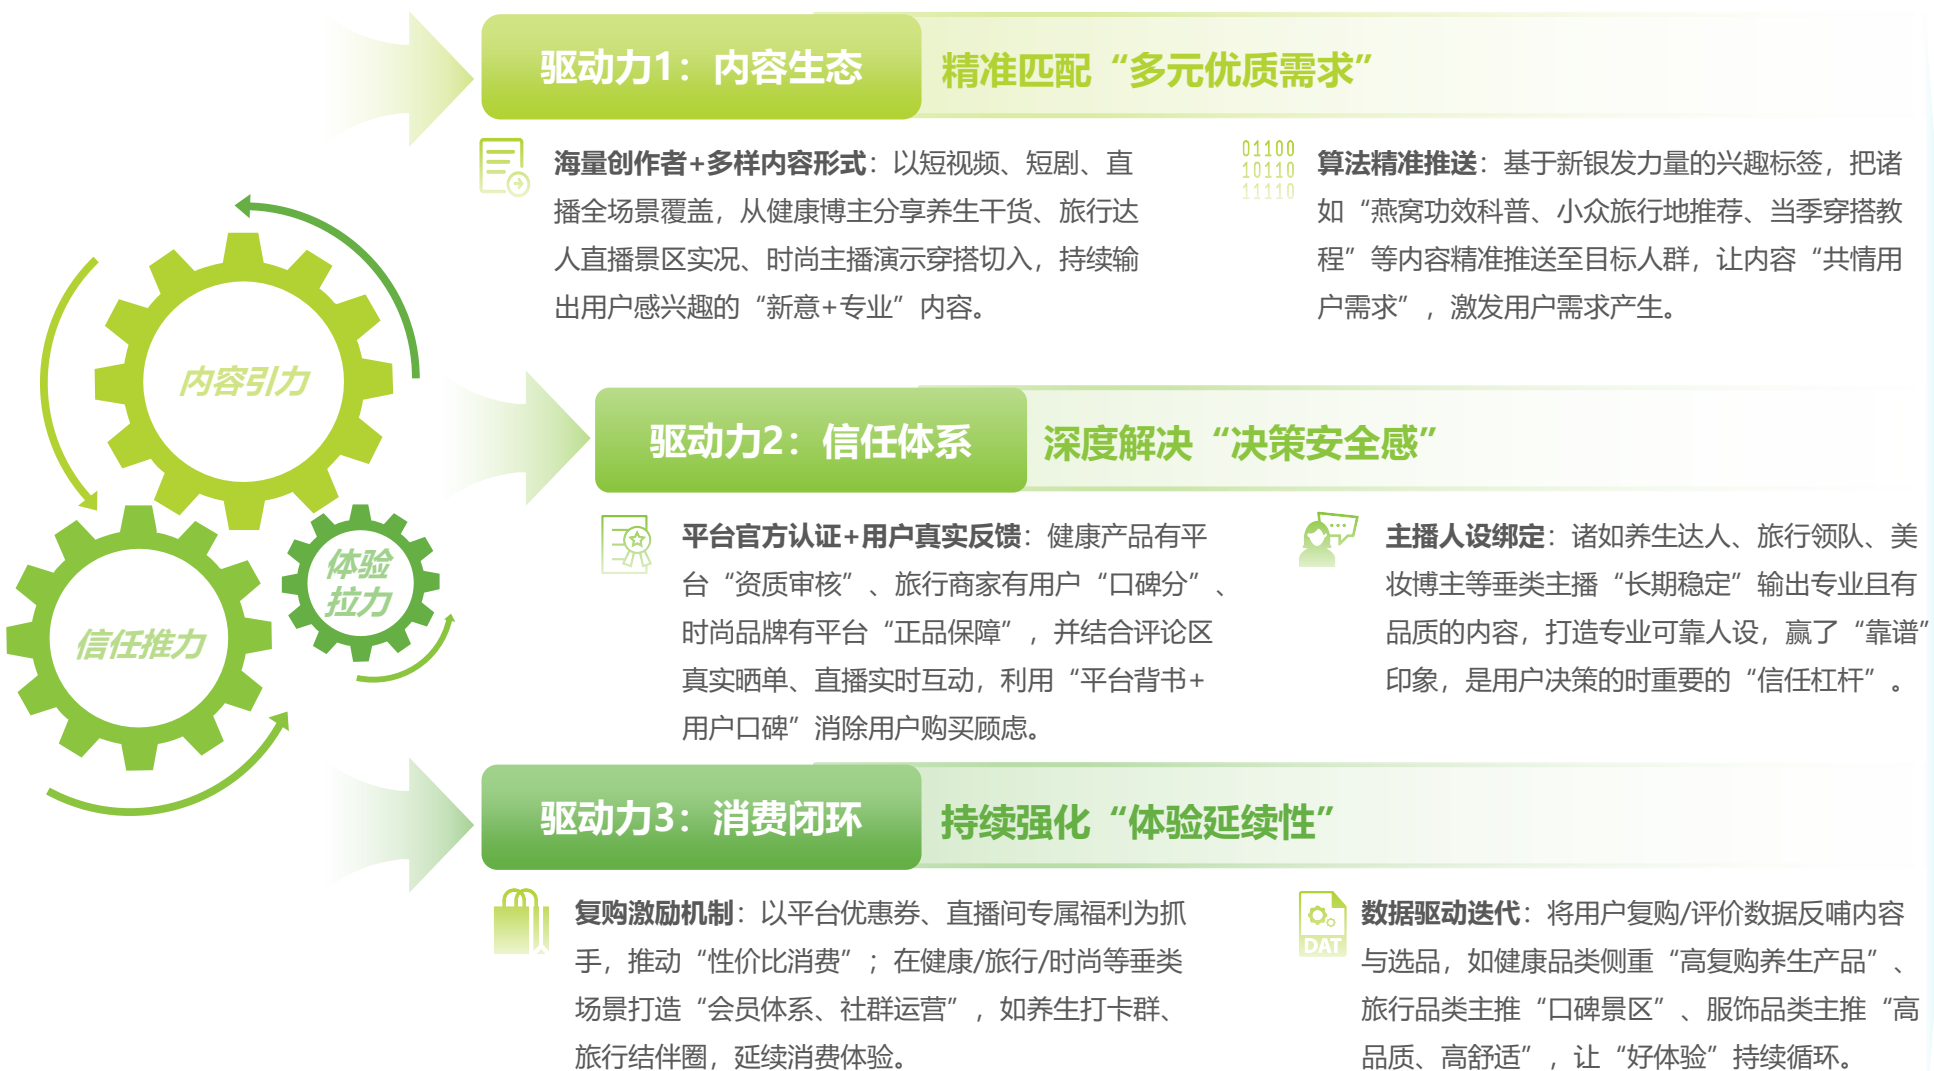 驱动力1：内容生态
精准匹配“多元优质需求”
海量创作者+多样内容形式：以短视频、短剧、直
播全场景覆盖，从健康博主分享养生干货、旅行达
人直播景区实况、时尚主播演示穿搭切入，持续输
出用户感兴趣的“新意+专业”内容。
01100
10110
11110
算法精准推送：基于新银发力量的兴趣标签，把诸
如“燕窝功效科普、小众旅行地推荐、当季穿搭教
程”等内容精准推送至目标人群，让内容“共情用
户需求”，激发用户需求产生。
内容引力
信任推力
体验
拉力
驱动力2：信任体系
深度解决“决策安全感”
平台官方认证+用户真实反馈：健康产品有平
台“资质审核”、旅行商家有用户“口碑分”、
时尚品牌有平台“正品保障”，并结合评论区
真实晒单、直播实时互动，利用“平台背书+
用户口碑”消除用户购买顾虑。
主播人设绑定：诸如养生达人、旅行领队、美
妆博主等垂类主播“长期稳定”输出专业且有
品质的内容，打造专业可靠人设，赢了“靠谱”
印象，是用户决策的时重要的“信任杠杆”。
驱动力3：消费闭环
持续强化“体验延续性”
复购激励机制：以平台优惠券、直播间专属福利为抓
手，推动“性价比消费”；在健康/旅行/时尚等垂类
场景打造“会员体系、社群运营”，如养生打卡群、
旅行结伴圈，延续消费体验。
DAT
数据驱动迭代：将用户复购/评价数据反哺内容
与选品，如健康品类侧重“高复购养生产品”、
旅行品类主推“口碑景区”、服饰品类主推“高
品质、高舒适”，让“好体验”持续循环。